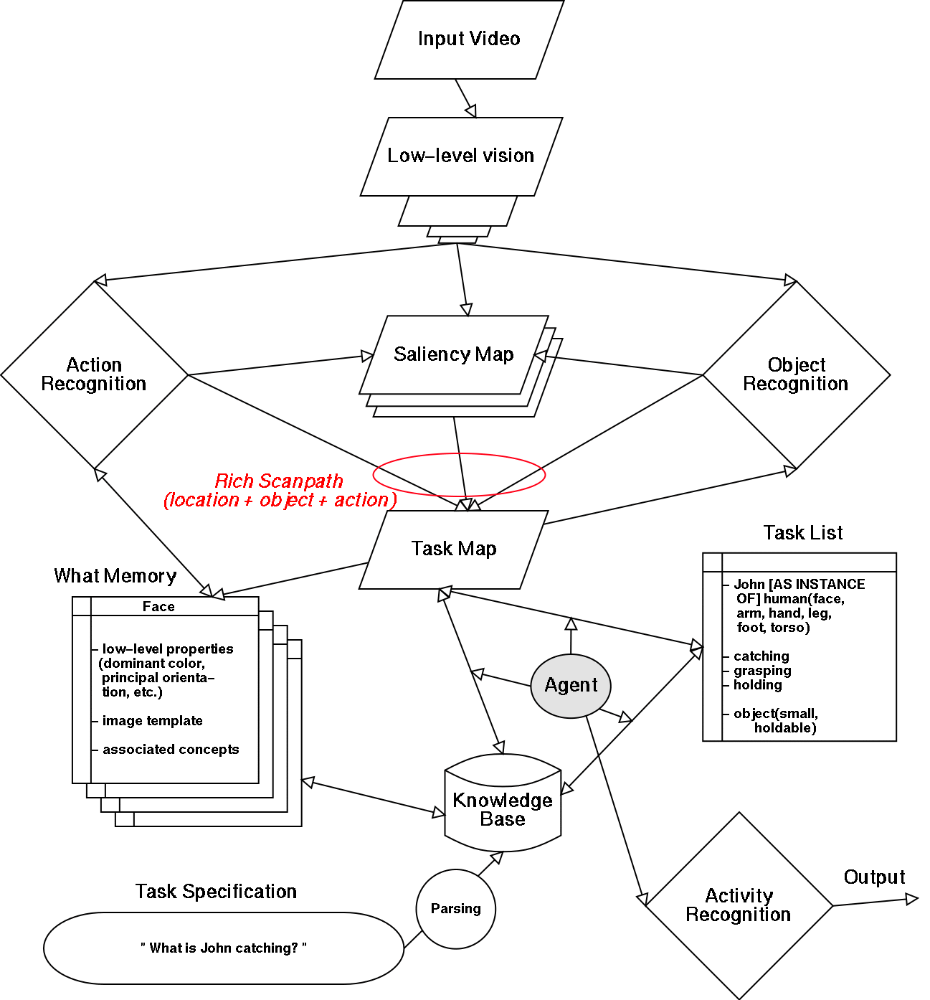 Input Video
Low–level vision
Saliency Map
Action
Recognition
Object
Recognition
Rich Scanpath
(location + object + action)
Task Map
Task List
– John [AS INSTANCE
OF] human(face,
arm, hand, leg,
foot, torso)
– catching
– grasping
– holding
– object(small,
holdable)
What Memory
Face
– low–level properties
(dominant color,
principal orienta–
tion, etc.)
– image template
– associated concepts
Agent
Knowledge
Base
Task Specification
Parsing
" What is John catching? "
Activity
Recognition
Output